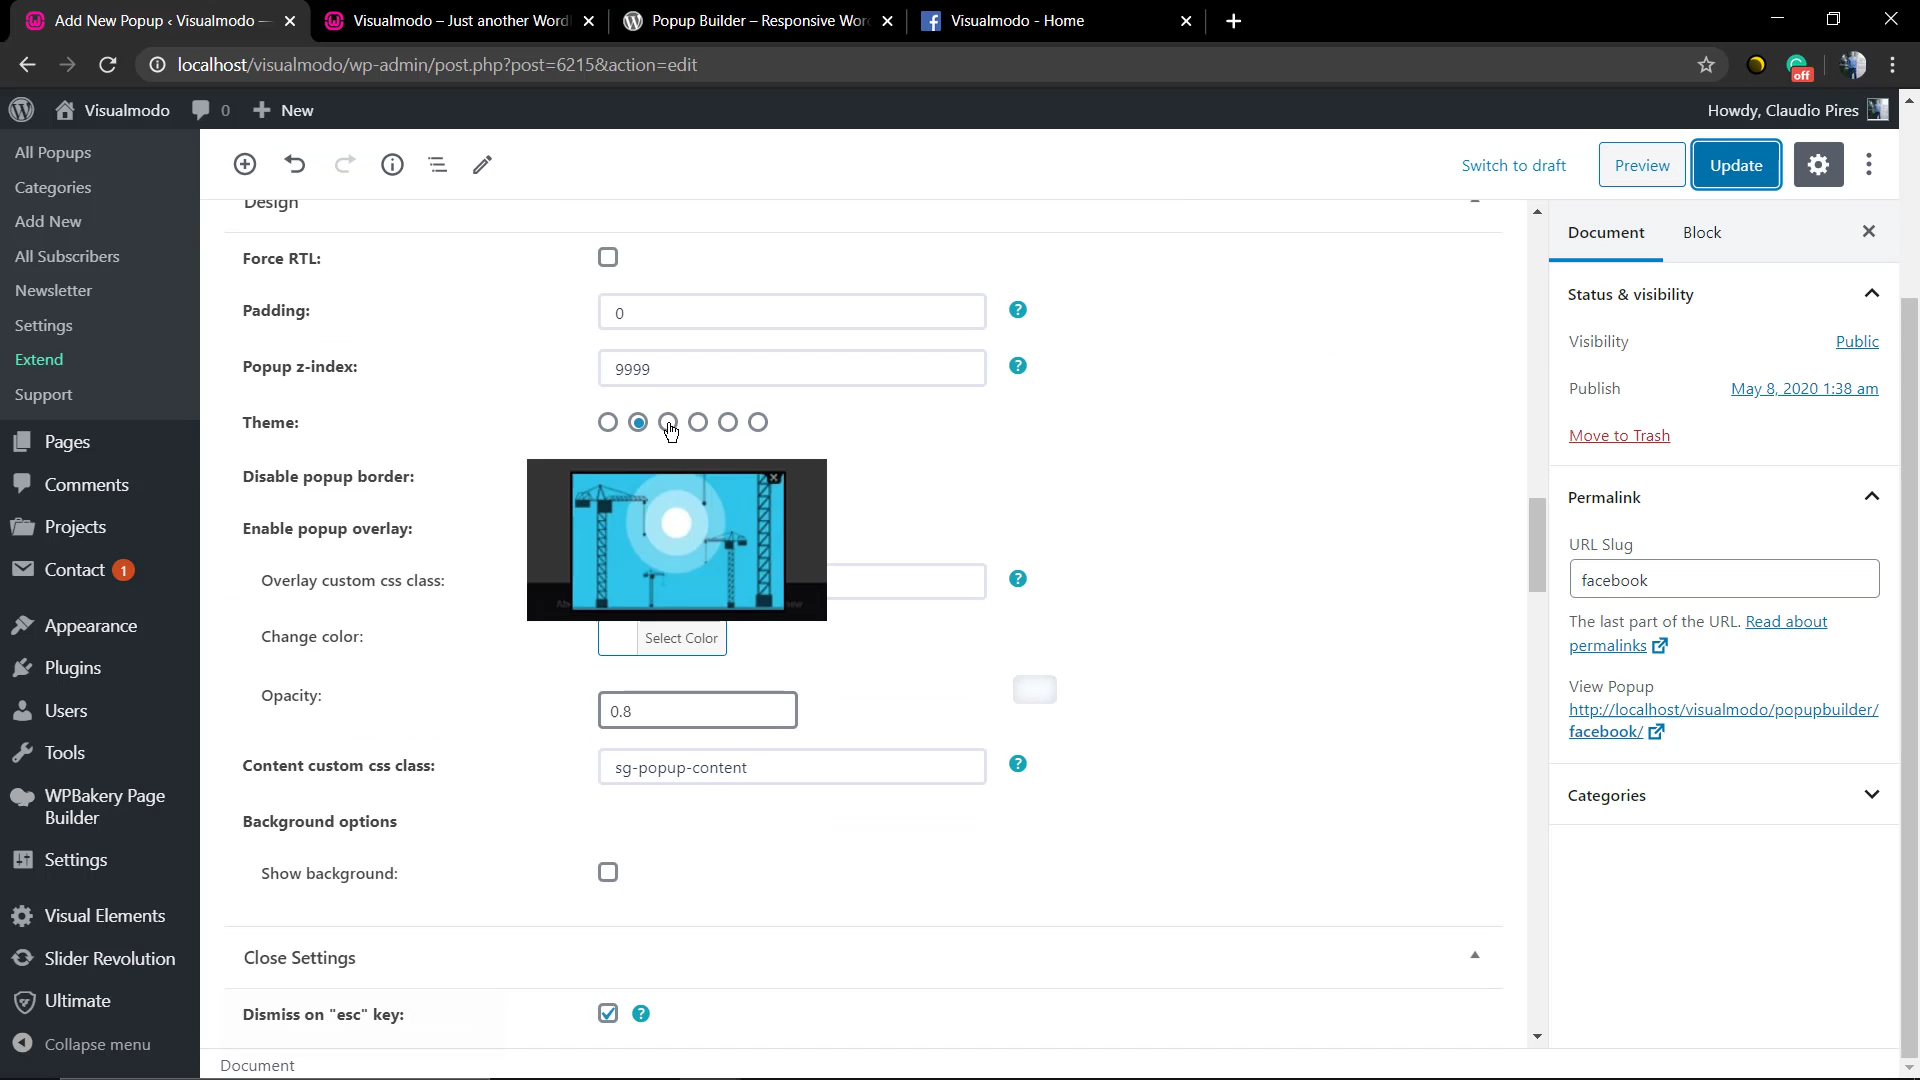 Add New Popup ‹ Visualmodo —
Visualmodo – Just another Word
Popup Builder – Responsive Wor
Visualmodo - Home
localhost/visualmodo/wp-admin/post.php?post=6215&action=edit
off
Visualmodo
0
New
Howdy, Claudio Pires
All Popups
Categories
Add New
All Subscribers
Newsletter
Settings
Extend
Support
Pages
Comments
Projects
Contact 1
Appearance
Plugins
Users
Tools
WPBakery Page
Builder
Settings
Visual Elements
Slider Revolution
Ultimate
Collapse menu
Switch to draft
Preview
Update
Design
Force RTL:
Padding:
0
?
Popup z-index:
9999
?
Theme:
Disable popup border:
Enable popup overlay:
Overlay custom css class:
?
Change color:
Select Color
Opacity:
0.8
Content custom css class:
sg-popup-content
?
Background options
Show background:
Close Settings
Dismiss on "esc" key:
?
Document
Document
Block
Status & visibility
Visibility
Public
Publish
May 8, 2020 1:38 am
Move to Trash
Permalink
URL Slug
facebook
The last part of the URL. Read about
permalinks
View Popup
http://localhost/visualmodo/popupbuilder/
facebook/
Categories